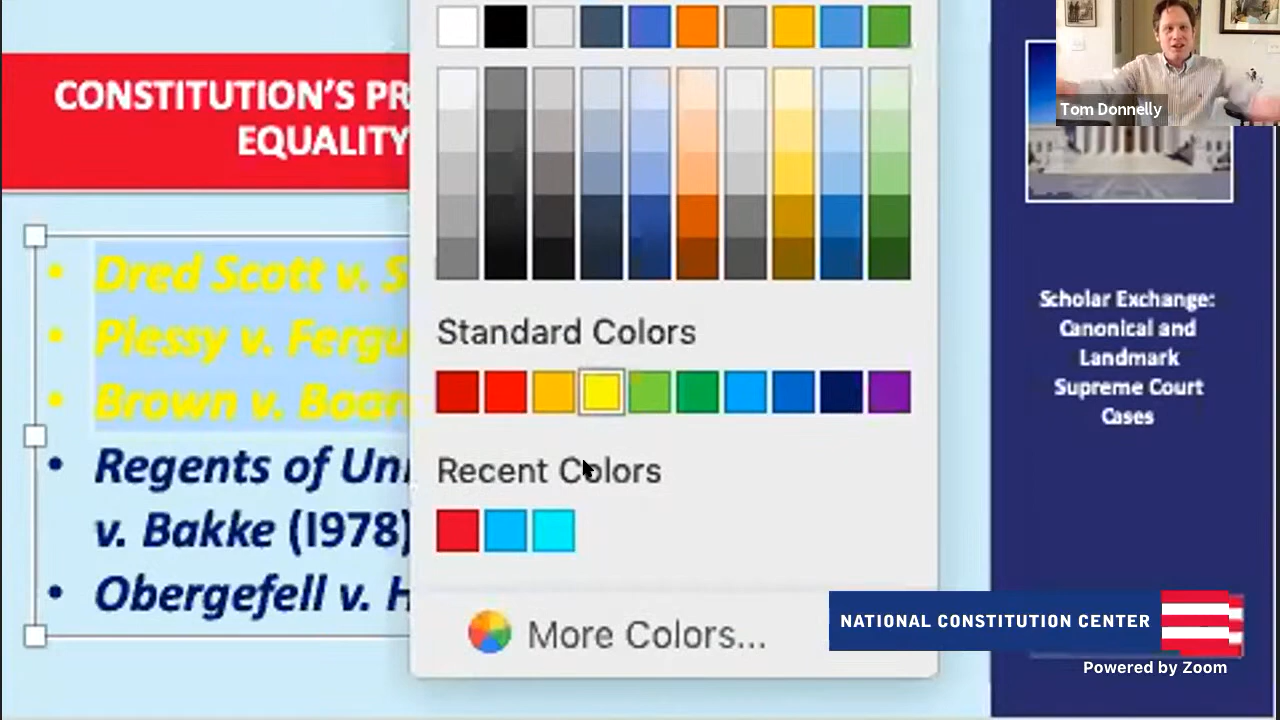 CONSTITUTION'S PR
EQUALITY
• Dred Scott v. S
• Plessy v. Fergu
• Brown v. Boar
• Regents of Uni
v. Bakke (1978)
• Obergefell v. H
Standard Colors
Recent Colors
More Colors...
Tom Donnelly
Scholar Exchange:
Canonical and
Landmark
Supreme Court
Cases
NATIONAL CONSTITUTION CENTER
Powered by Zoom